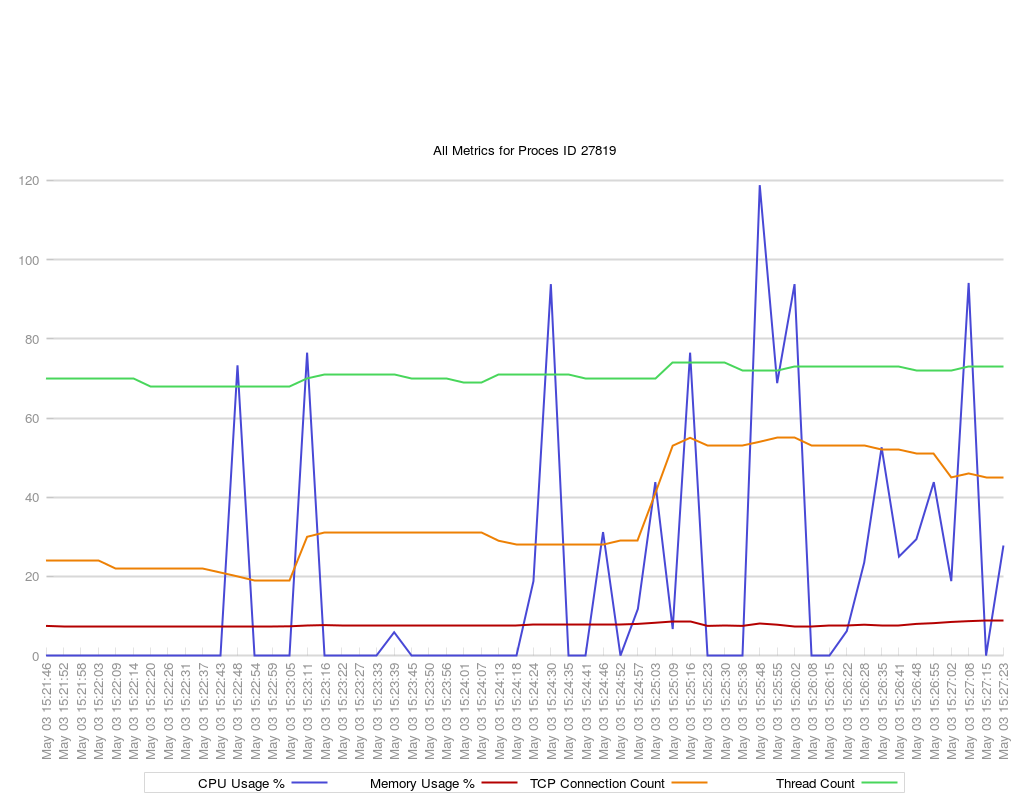 All Metrics for Proces ID 27819
120
100
80
60
40
20
0
May 03 15:21:46
May 03 15:21:52
May 03 15:21:58
May 03 15:22:03
May 03 15:22:09
May 03 15:22:14
May 03 15:22:20
May 03 15:22:26
May 03 15:22:31
May 03 15:22:37
May 03 15:22:43
May 03 15:22:48
May 03 15:22:54
May 03 15:22:59
May 03 15:23:05
May 03 15:23:11
May 03 15:23:16
May 03 15:23:22
May 03 15:23:27
May 03 15:23:33
May 03 15:23:39
May 03 15:23:45
May 03 15:23:50
May 03 15:23:56
May 03 15:24:01
May 03 15:24:07
May 03 15:24:13
May 03 15:24:18
May 03 15:24:24
May 03 15:24:30
May 03 15:24:35
May 03 15:24:41
May 03 15:24:46
May 03 15:24:52
May 03 15:24:57
May 03 15:25:03
May 03 15:25:09
May 03 15:25:16
May 03 15:25:23
May 03 15:25:30
May 03 15:25:36
May 03 15:25:48
May 03 15:25:55
May 03 15:26:02
May 03 15:26:08
May 03 15:26:15
May 03 15:26:22
May 03 15:26:28
May 03 15:26:35
May 03 15:26:41
May 03 15:26:48
May 03 15:26:55
May 03 15:27:02
May 03 15:27:08
May 03 15:27:15
May 03 15:27:23
CPU Usage % Memory Usage % TCP Connection Count Thread Count